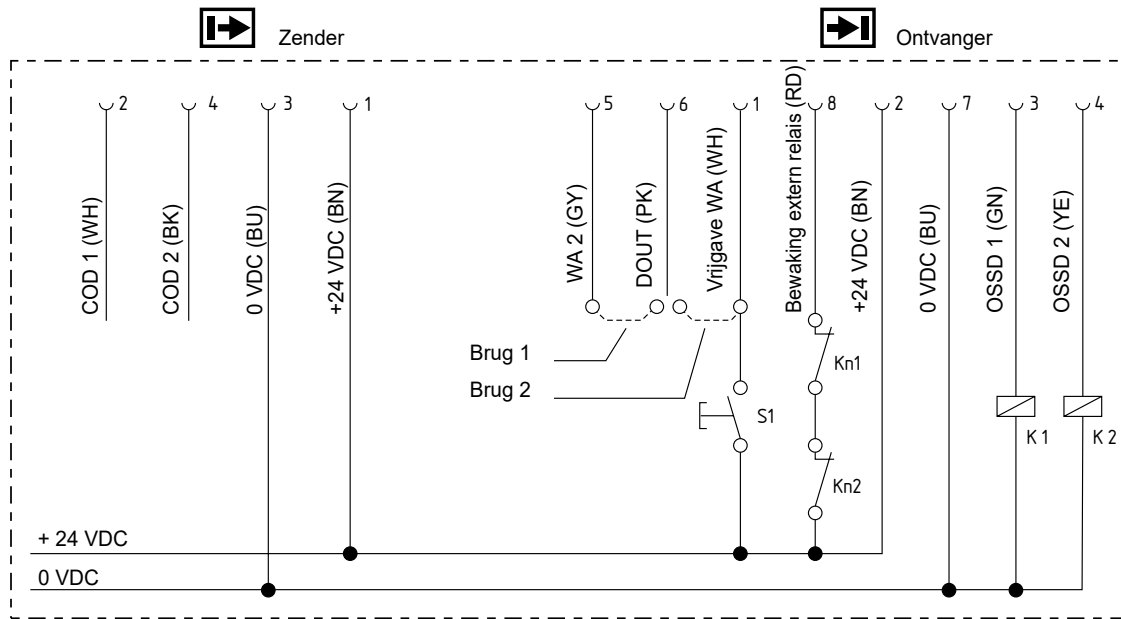 Zender
Ontvanger
2
4
3
1
5
6
1
8
2
7
3
4
COD 1 (WH)
COD 2 (BK)
0 VDC (BU)
+24 VDC (BN)
WA 2 (GY)
DOUT (PK)
Vrijgave WA (WH)
Bewaking extern relais (RD)
+24 VDC (BN)
0 VDC (BU)
OSSD 1 (GN)
OSSD 2 (YE)
Brug 1
Brug 2
Kn1
S1
K 1
K 2
Kn2
+ 24 VDC
0 VDC